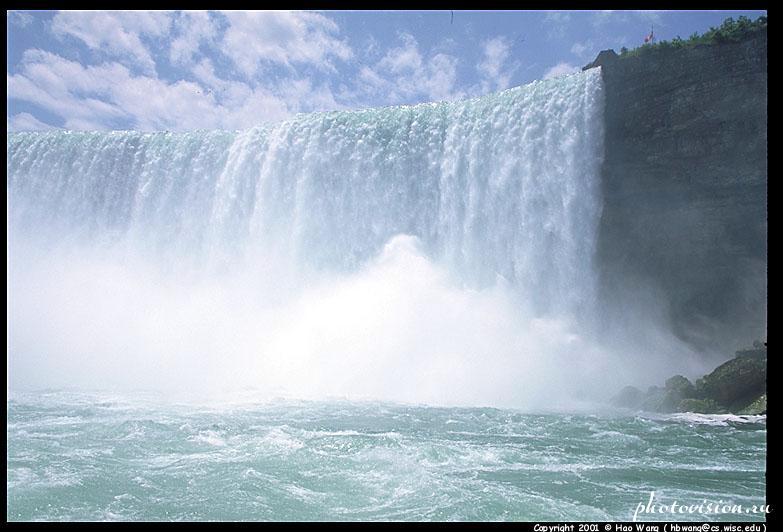 photovision.ru
Copyright 2001 © Hao Wang ( hbwang@cs.wisc.edu )